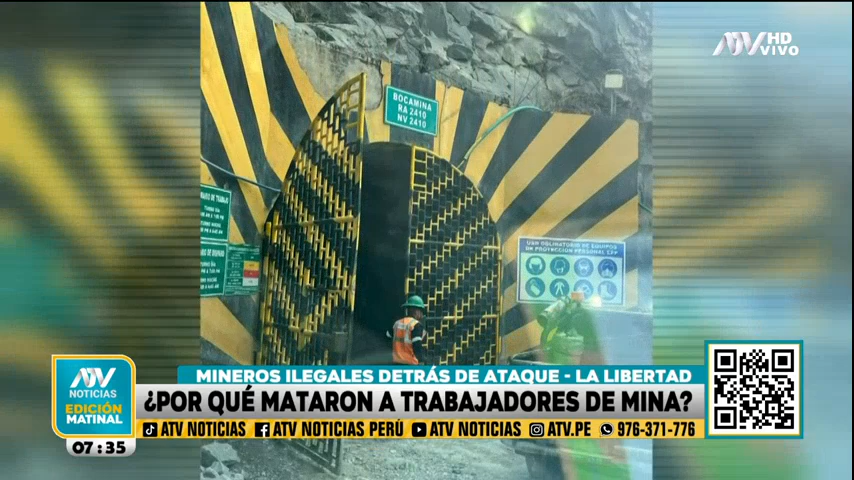 ATV HD
VIVO
BOCAMINA
RA 2410
NV 2410
USO OBLIGATORIO DE EQUIPOS
DE PROTECCION PERSONAL EPP
MINEROS ILEGALES DETRÁS DE ATAQUE - LA LIBERTAD
¿POR QUÉ MATARON A TRABAJADORES DE MINA?
ATV
NOTICIAS
EDICIÓN
MATINAL
07:35
ATV NOTICIAS ATV NOTICIAS PERÚ ATV NOTICIAS ATV.PE 976-371-776